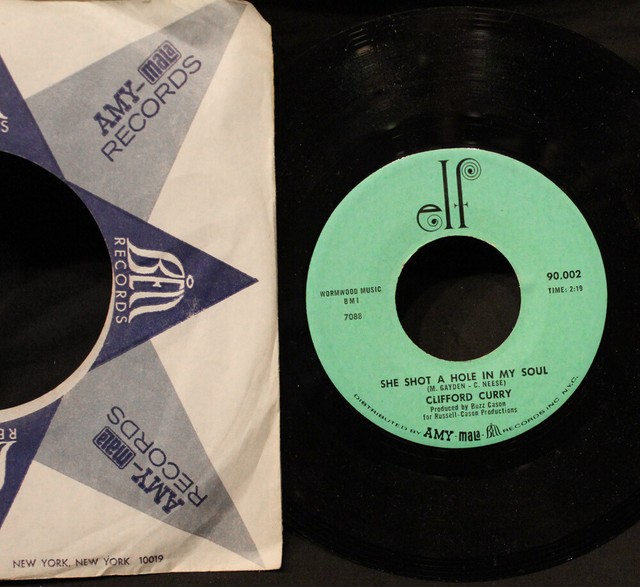 AMY-mala
RECORDS
BELL
RECORDS
AMY-mala
RECORDS
NEW YORK, NEW YORK 10019
elf
WORMWOOD MUSIC
BMI
7088
90.002
TIME: 2:19
SHE SHOT A HOLE IN MY SOUL
(M. GAYDEN - C. NEESE)
CLIFFORD CURRY
Produced by Buzz Cason
for Russell-Cason Productions
DISTRIBUTED BY AMY-mala-Bell RECORDS, INC. N.Y.C.